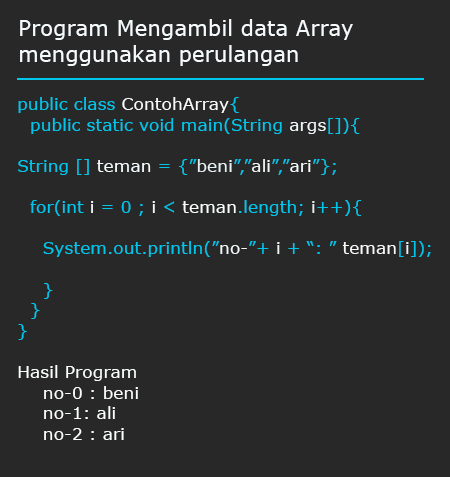 Program Mengambil data Array
menggunakan perulangan
public class ContohArray{
public static void main(String args[]){
String [] teman = {”beni”,”ali”,”ari”};
for(int i = 0 ; i < teman.length; i++){
System.out.println(”no-”+ i + “: ” teman[i]);
}
}
}
Hasil Program
no-0 : beni
no-1: ali
no-2 : ari